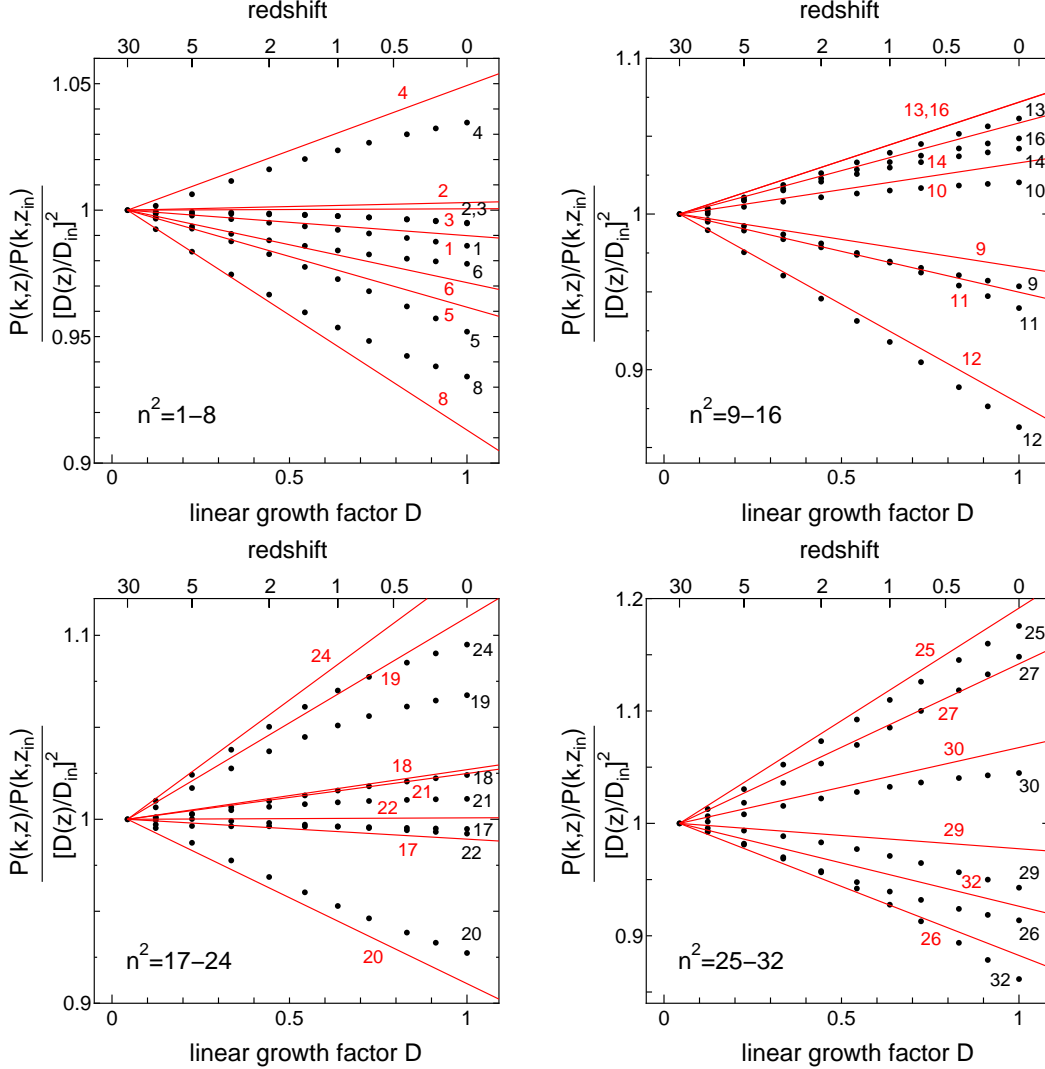 redshift
30 5 2 1 0.5 0
1.05
1
0.95
0.9
P(k,z)/P(k,z_in)
[D(z)/D_in]^2
4
4
2
2,3
3
1
1
6
6
5
5
8
8
n^2=1−8
0 0.5 1
linear growth factor D
redshift
30 5 2 1 0.5 0
1.1
1
0.9
P(k,z)/P(k,z_in)
[D(z)/D_in]^2
13,16
13
16
14
14
10
10
9
9
11
11
12
12
n^2=9−16
0 0.5 1
linear growth factor D
redshift
30 5 2 1 0.5 0
1.1
1
0.9
P(k,z)/P(k,z_in)
[D(z)/D_in]^2
24
24
19
19
18
18
21
21
22
17
17
22
20
20
n^2=17−24
0 0.5 1
linear growth factor D
redshift
30 5 2 1 0.5 0
1.2
1.1
1
0.9
P(k,z)/P(k,z_in)
[D(z)/D_in]^2
25
25
27
27
30
30
29
29
32
26
26
32
n^2=25−32
0 0.5 1
linear growth factor D